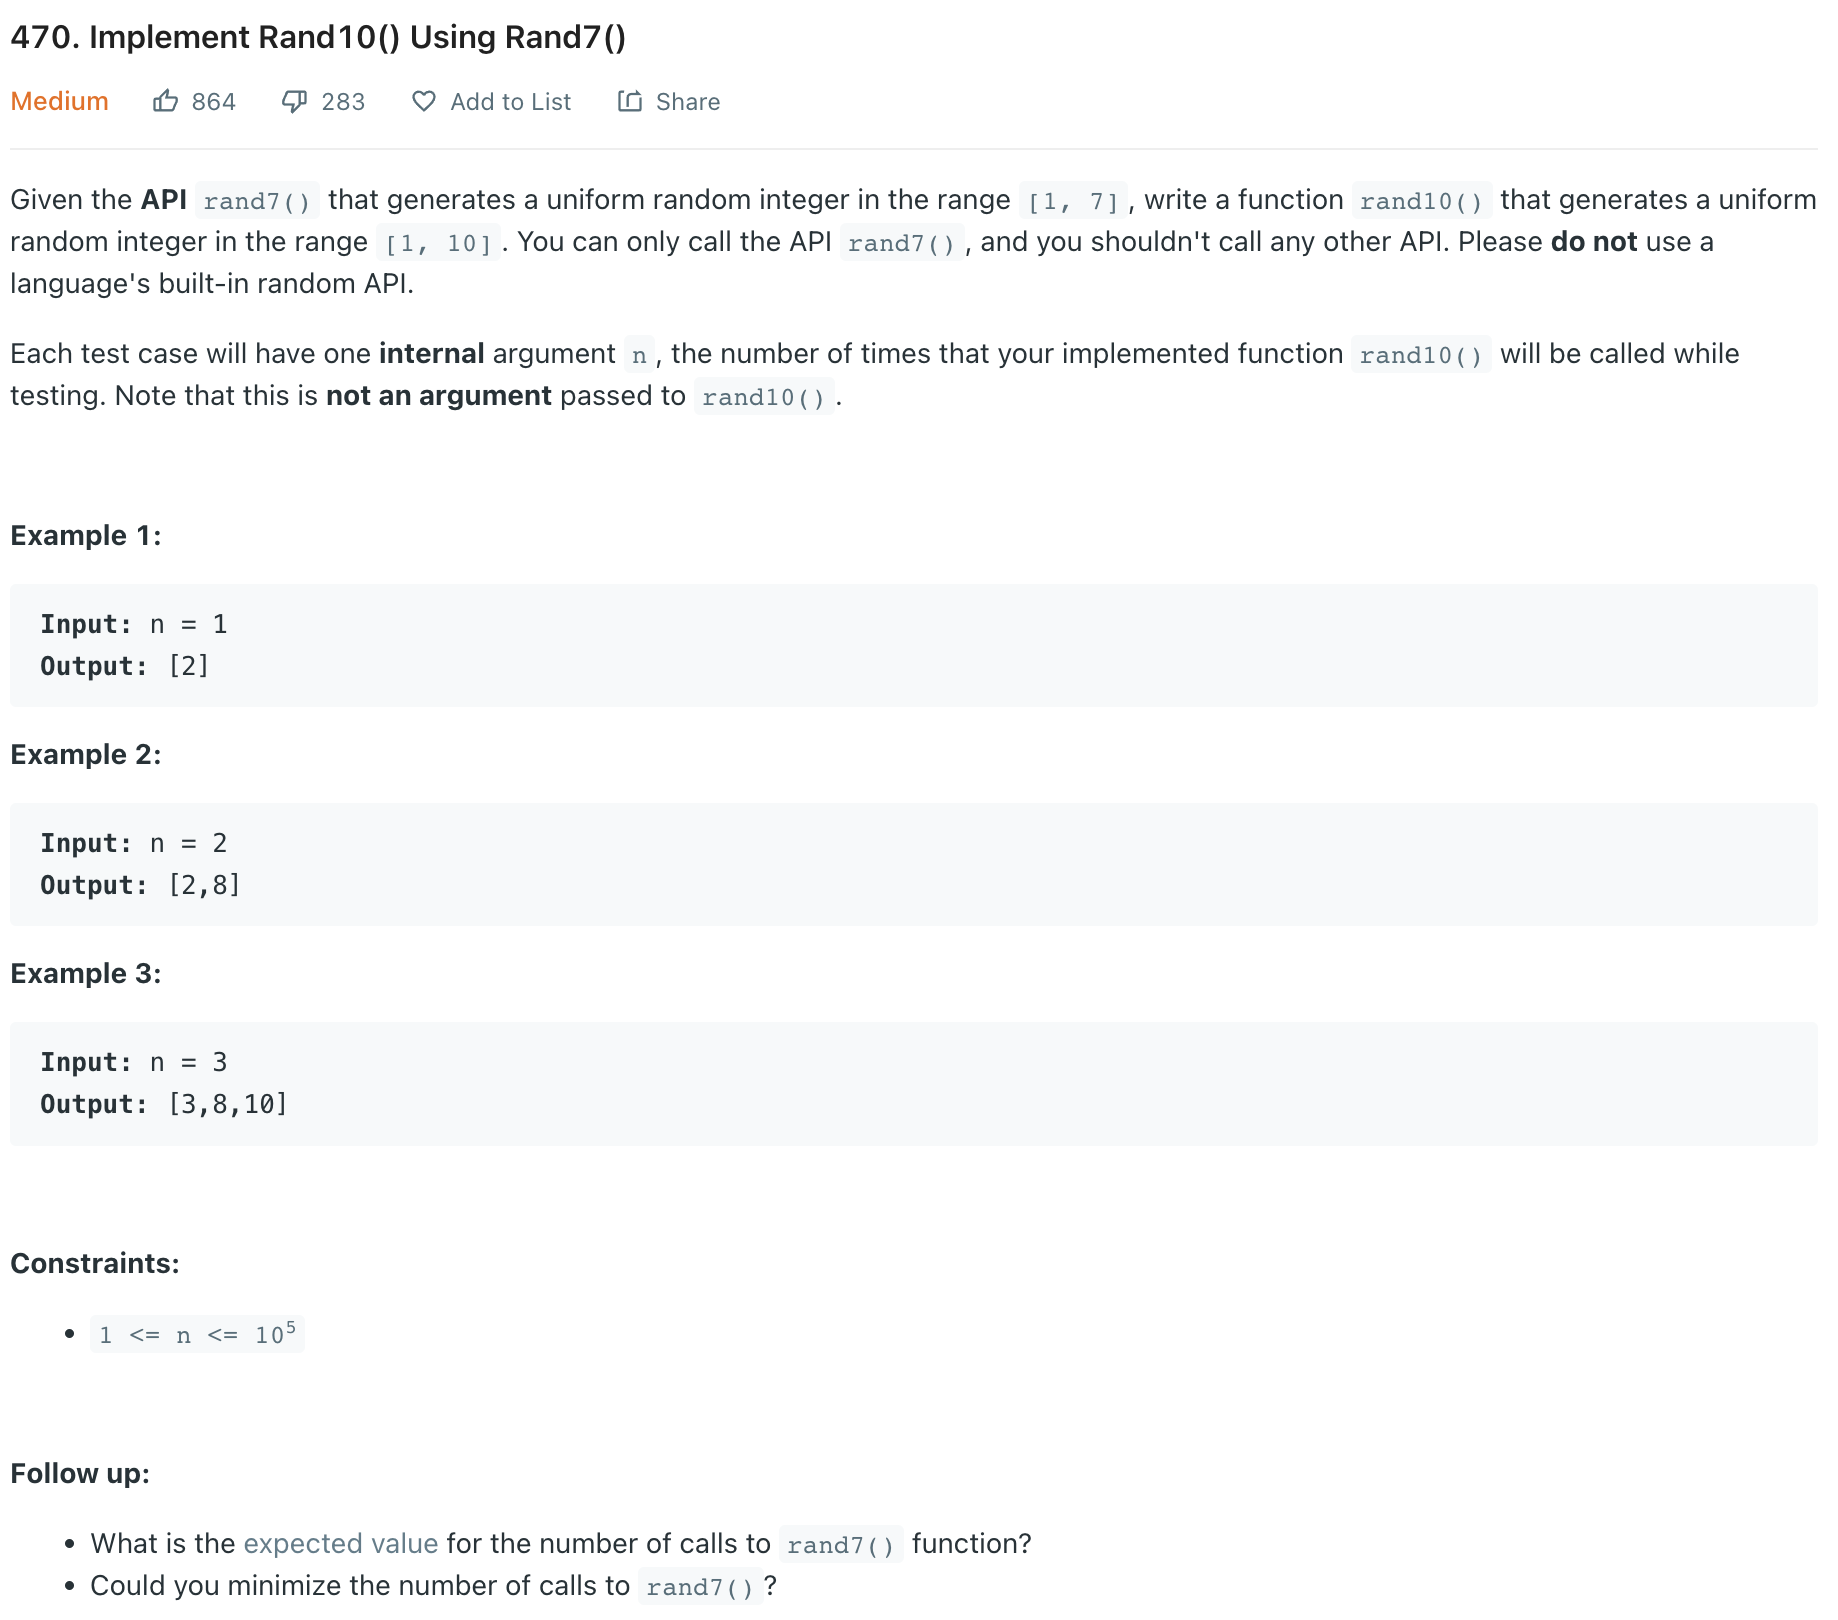 470. Implement Rand10() Using Rand7()
Medium 864 283 Add to List Share
Given the API rand7() that generates a uniform random integer in the range [1, 7], write a function rand10() that generates a uniform
random integer in the range [1, 10]. You can only call the API rand7(), and you shouldn't call any other API. Please do not use a
language's built-in random API.
Each test case will have one internal argument n, the number of times that your implemented function rand10() will be called while
testing. Note that this is not an argument passed to rand10().
Example 1:
Input: n = 1
Output: [2]
Example 2:
Input: n = 2
Output: [2,8]
Example 3:
Input: n = 3
Output: [3,8,10]
Constraints:
• 1 <= n <= 10⁵
Follow up:
• What is the expected value for the number of calls to rand7() function?
• Could you minimize the number of calls to rand7()?